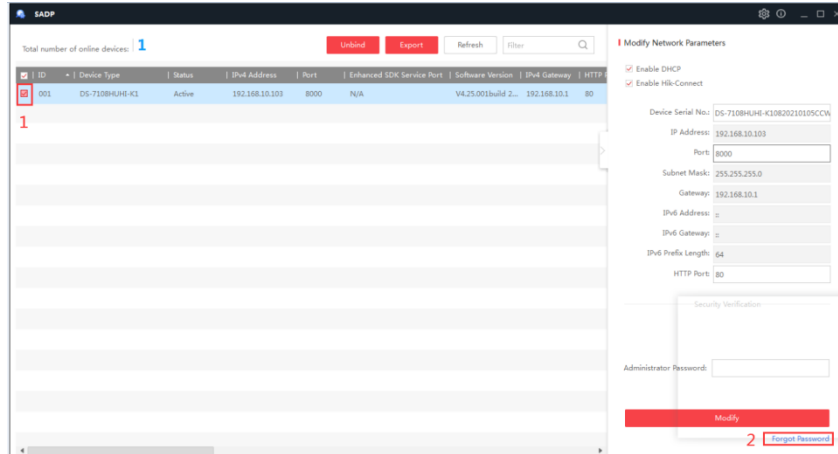 SADP
Total number of online devices: 1
Unbind
Export
Refresh
Filter
ID | Device Type | Status | IPv4 Address | Port | Enhanced SDK Service Port | Software Version | IPv4 Gateway | HTTP
001 DS-7108HUHI-K1 Active 192.168.10.103 8000 N/A V4.25.001build 2... 192.168.10.1 80
1
Modify Network Parameters
Enable DHCP
Enable Hik-Connect
Device Serial No.: DS-7108HUHI-K10820210105CCW
IP Address: 192.168.10.103
Port: 8000
Subnet Mask: 255.255.255.0
Gateway: 192.168.10.1
IPv6 Address: ::
IPv6 Gateway: ::
IPv6 Prefix Length: 64
HTTP Port: 80
Security Verification
Administrator Password:
Modify
2 Forgot Password